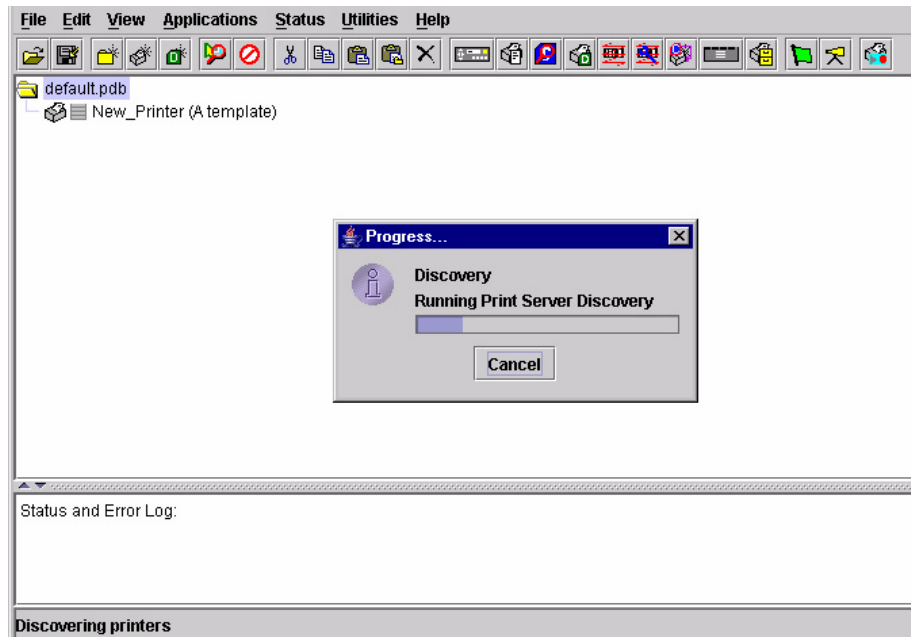 File Edit View Applications Status Utilities Help
default.pdb
New_Printer (A template)
Progress...
Discovery
Running Print Server Discovery
Cancel
Status and Error Log:
Discovering printers